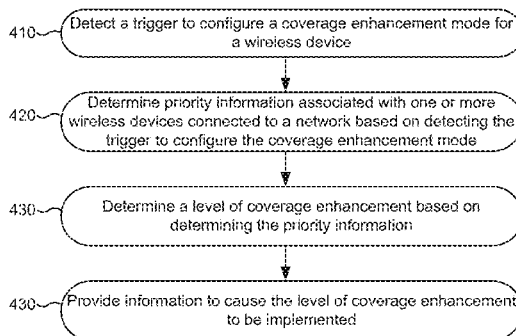 410
Detect a trigger to configure a coverage enhancement mode for
a wireless device
420
Determine priority information associated with one or more
wireless devices connected to a network based on detecting the
trigger to configure the coverage enhancement mode
430
Determine a level of coverage enhancement based on
determining the priority information
430
Provide information to cause the level of coverage enhancement
to be implemented